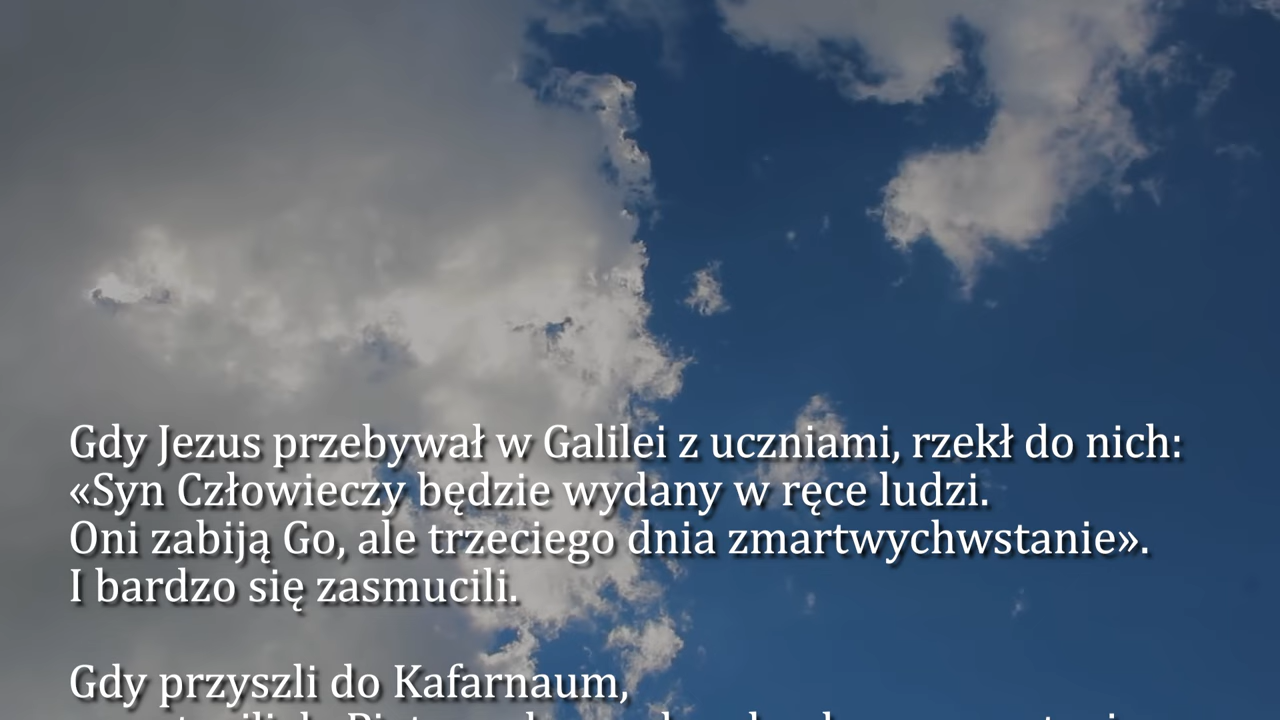 Gdy Jezus przebywał w Galilei z uczniami, rzekł do nich:
«Syn Człowieczy będzie wydany w ręce ludzi.
Oni zabiją Go, ale trzeciego dnia zmartwychwstanie».
I bardzo się zasmucili.
Gdy przyszli do Kafarnaum,